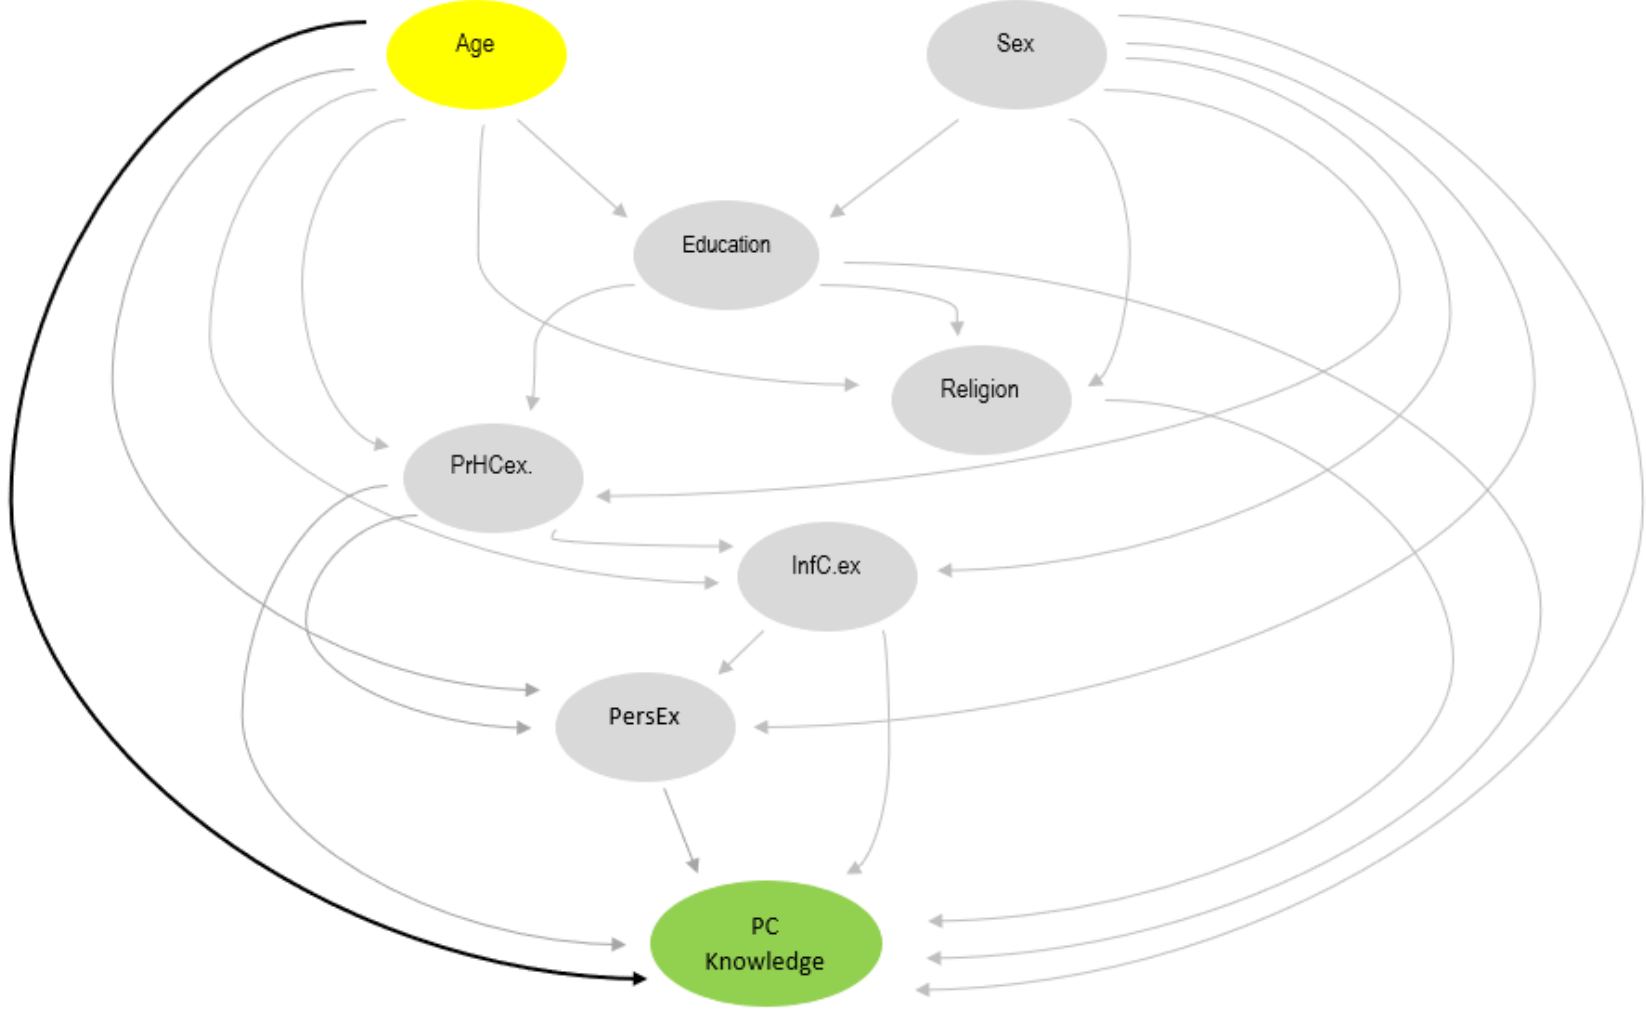 Age
Sex
Education
Religion
PrHCex.
InfC.ex
PersEx
PC
Knowledge